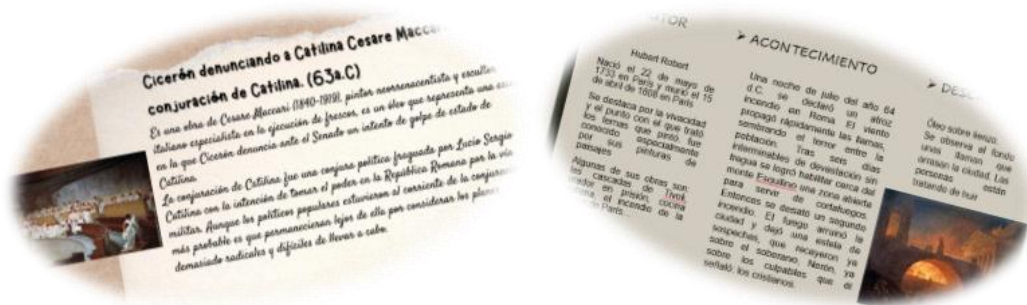 Cicerón denunciando a Catilina Cesare Maccar
conjuración de Catilina. (63a.C)
Es una obra de Cesare Maccari (1840-1919), pintor neorrenacentista y escultor
italiano especialista en la ejecución de frescos, es un óleo que representa una es
en la que Cicerón denuncia ante el Senado un intento de golpe de estado de
Catilina.
La conjuración de Catilina fue una conjura política fraguada por Lucio Sergio
Catilina con la intención de tomar el poder en la República Romana por la vía
militar. Aunque los políticos populares estuvieron al corriente de la conjura
más probable es que permanecieran lejos de ella por considerar los planes
demasiado radicales y difíciles de llevar a cabo.
TOR
Hubert Robert
Nació el 22 de mayo de
1733 en París y murió el 15
de abril de 1808 en París
Se destaca por la vivacidad
y el punto con el que trató
los temas que pintó, fue
conocido especialmente
por sus pinturas de
paisajes
Algunas de sus obras son:
las cascadas de Tívoli,
en prisión, cocina
el incendio de la
París
➤ ACONTECIMIENTO
Una noche de julio del año 64
d.C. se declaró un atroz
incendio en Roma. El viento
propagó rápidamente las llamas,
sembrando el terror entre la
población. Tras seis días
interminables de devastación sin
tregua se logró habilitar cerca del
monte Esquilino una zona abierta
para servir de cortafuegos
Entonces se desató un segundo
incendio. El fuego arruinó la
ciudad y dejó una estela de
sospechas, que recayeron ya
sobre el soberano, Nerón, ya
sobre los culpables que él
señaló: los cristianos.
➤ DES
Óleo sobre lienzo.
Se observa al fondo
unas llamas que
arrasan la ciudad. Las
personas están
tratando de huir